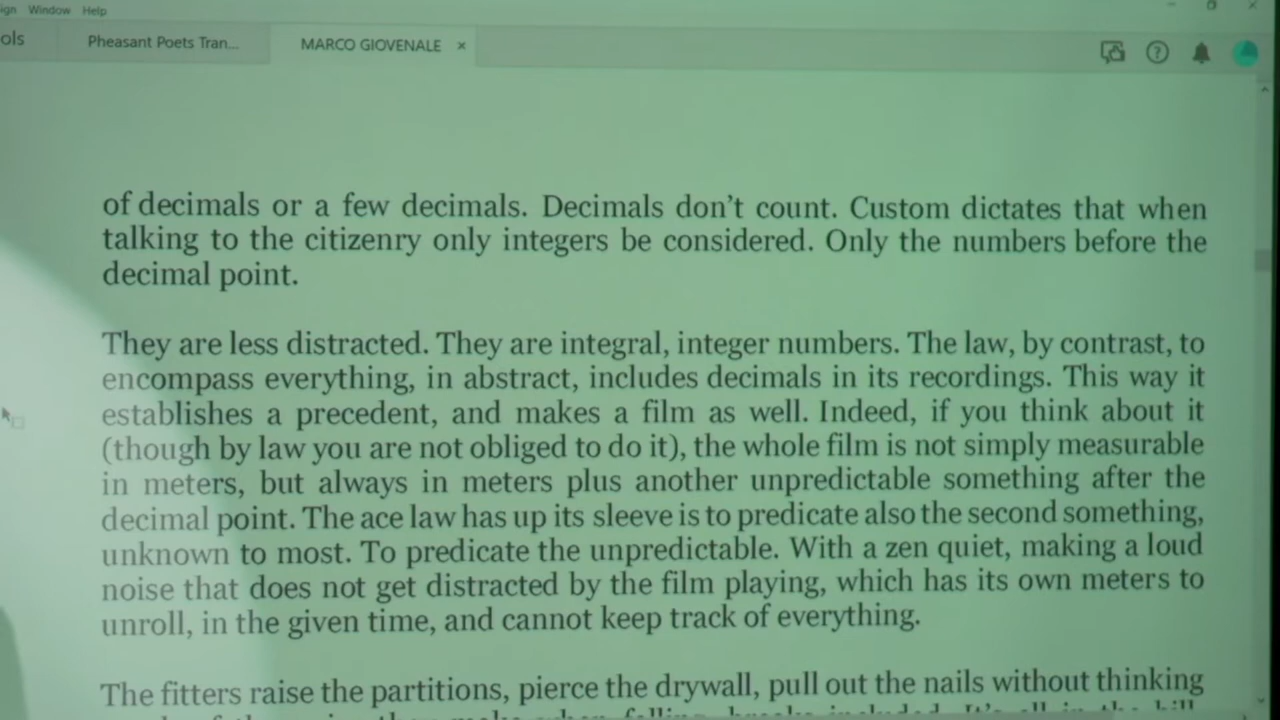 ign Window Help
ols Pheasant Poets Tran... MARCO GIOVENALE ×
of decimals or a few decimals. Decimals don’t count. Custom dictates that when
talking to the citizenry only integers be considered. Only the numbers before the
decimal point.
They are less distracted. They are integral, integer numbers. The law, by contrast, to
encompass everything, in abstract, includes decimals in its recordings. This way it
establishes a precedent, and makes a film as well. Indeed, if you think about it
(though by law you are not obliged to do it), the whole film is not simply measurable
in meters, but always in meters plus another unpredictable something after the
decimal point. The ace law has up its sleeve is to predicate also the second something,
unknown to most. To predicate the unpredictable. With a zen quiet, making a loud
noise that does not get distracted by the film playing, which has its own meters to
unroll, in the given time, and cannot keep track of everything.
The fitters raise the partitions, pierce the drywall, pull out the nails without thinking